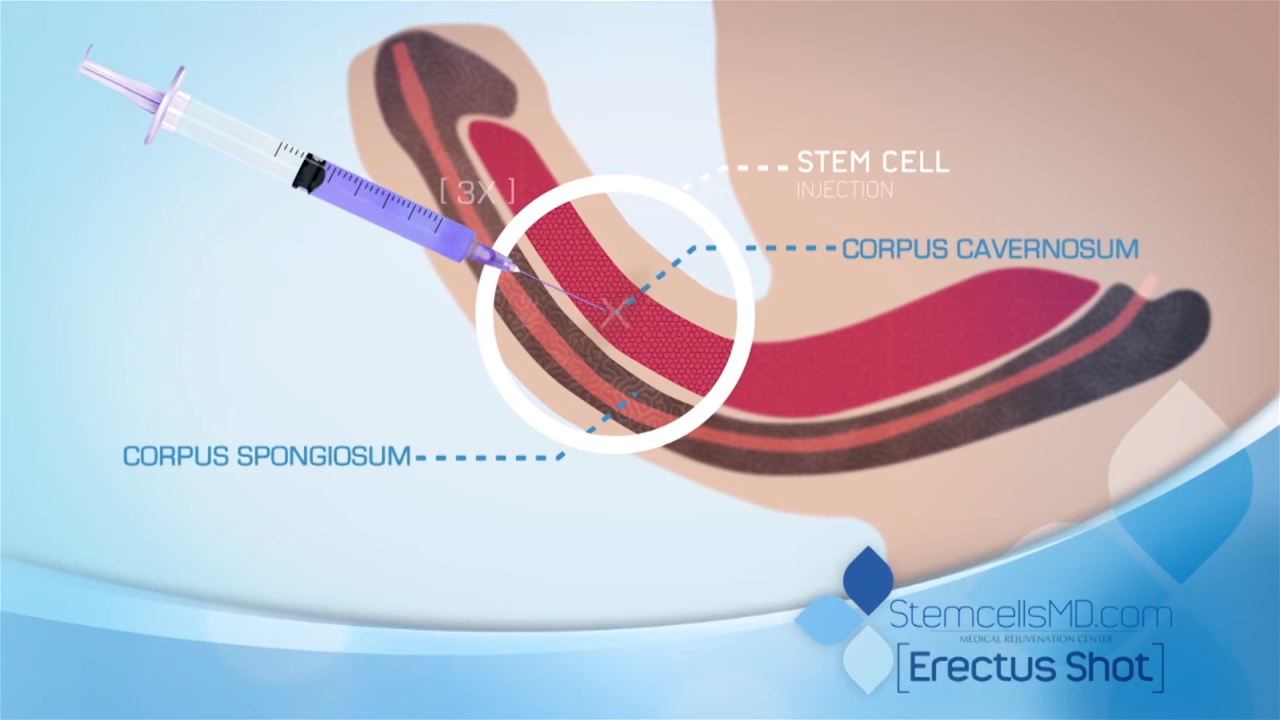 [ 3X ]
STEM CELL
INJECTION
CORPUS CAVERNOSUM
CORPUS SPONGIOSUM
StemcellsMD.com
MEDICAL REJUVENATION CENTER
[Erectus Shot]